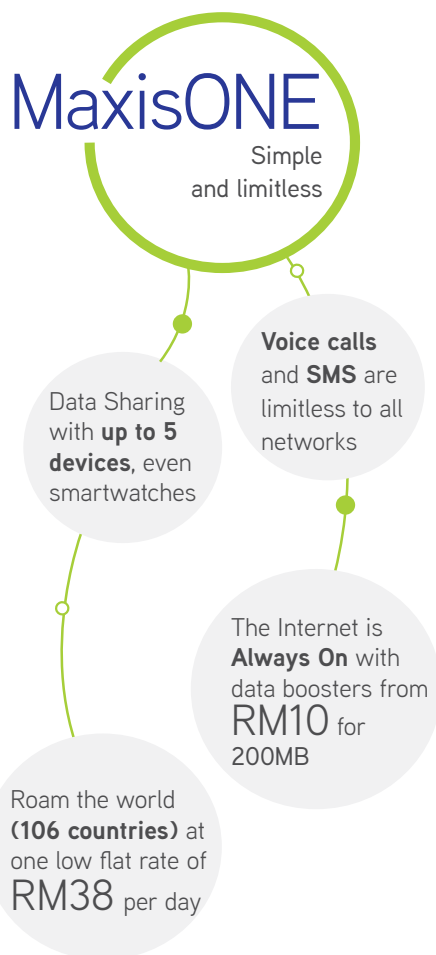 MaxisONE
Simple
and limitless
Voice calls
and SMS are
limitless to all
networks
Data Sharing
with up to 5
devices, even
smartwatches
The Internet is
Always On with
data boosters from
RM10 for
200MB
Roam the world
(106 countries) at
one low flat rate of
RM38 per day